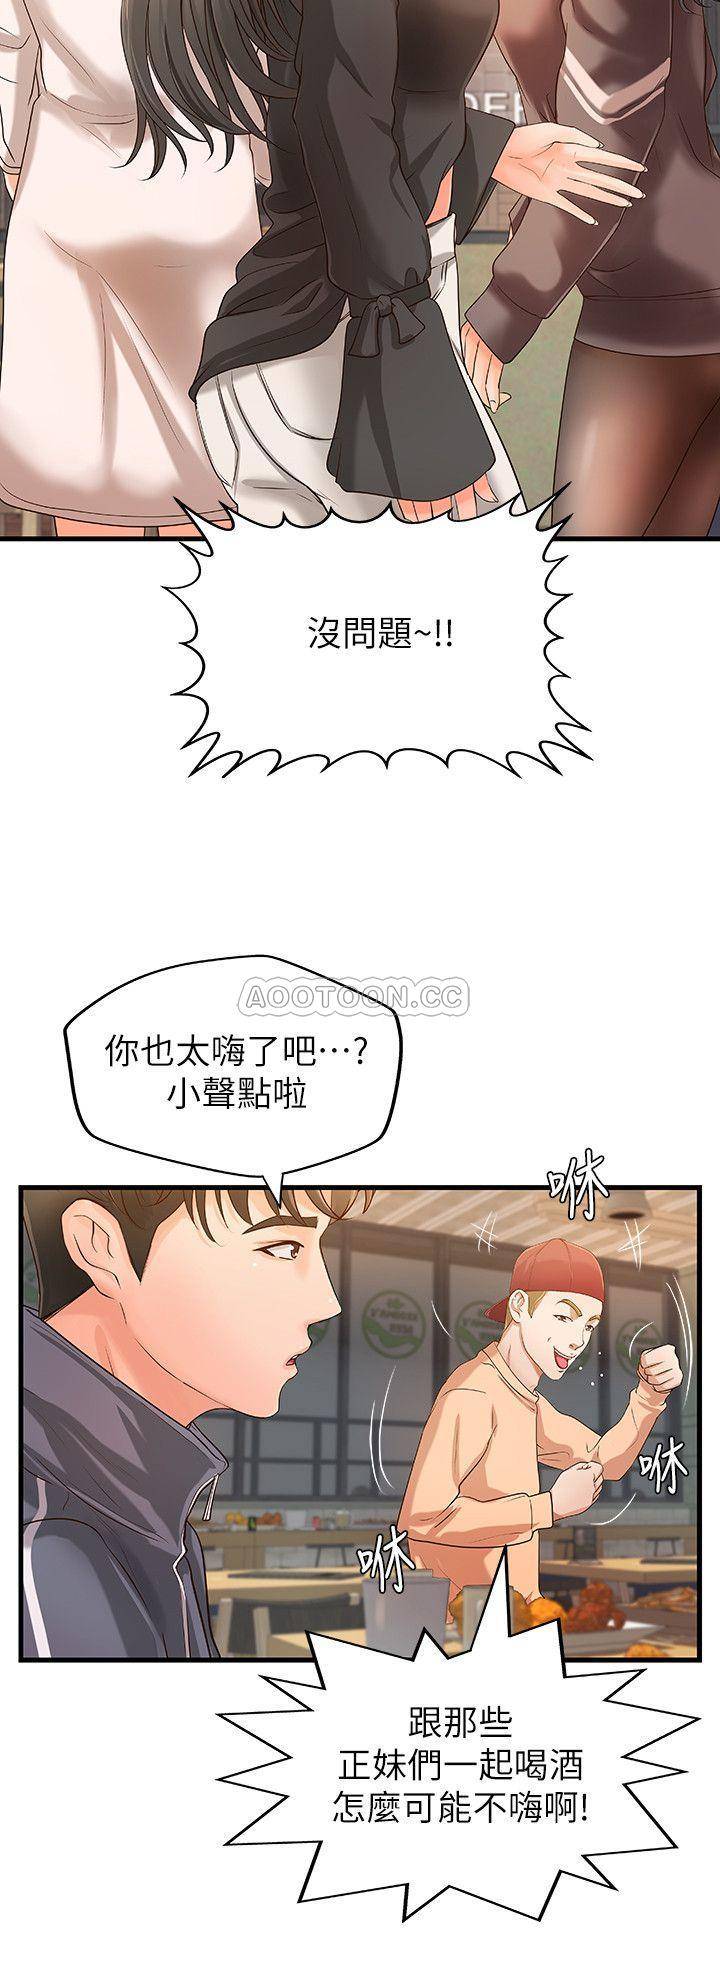 DEF
沒問題~!!
AOOTOON.CC
你也太嗨了吧…?
小聲點啦
咻
咻
咻
跟那些
正妹們一起喝酒
怎麼可能不嗨啊!